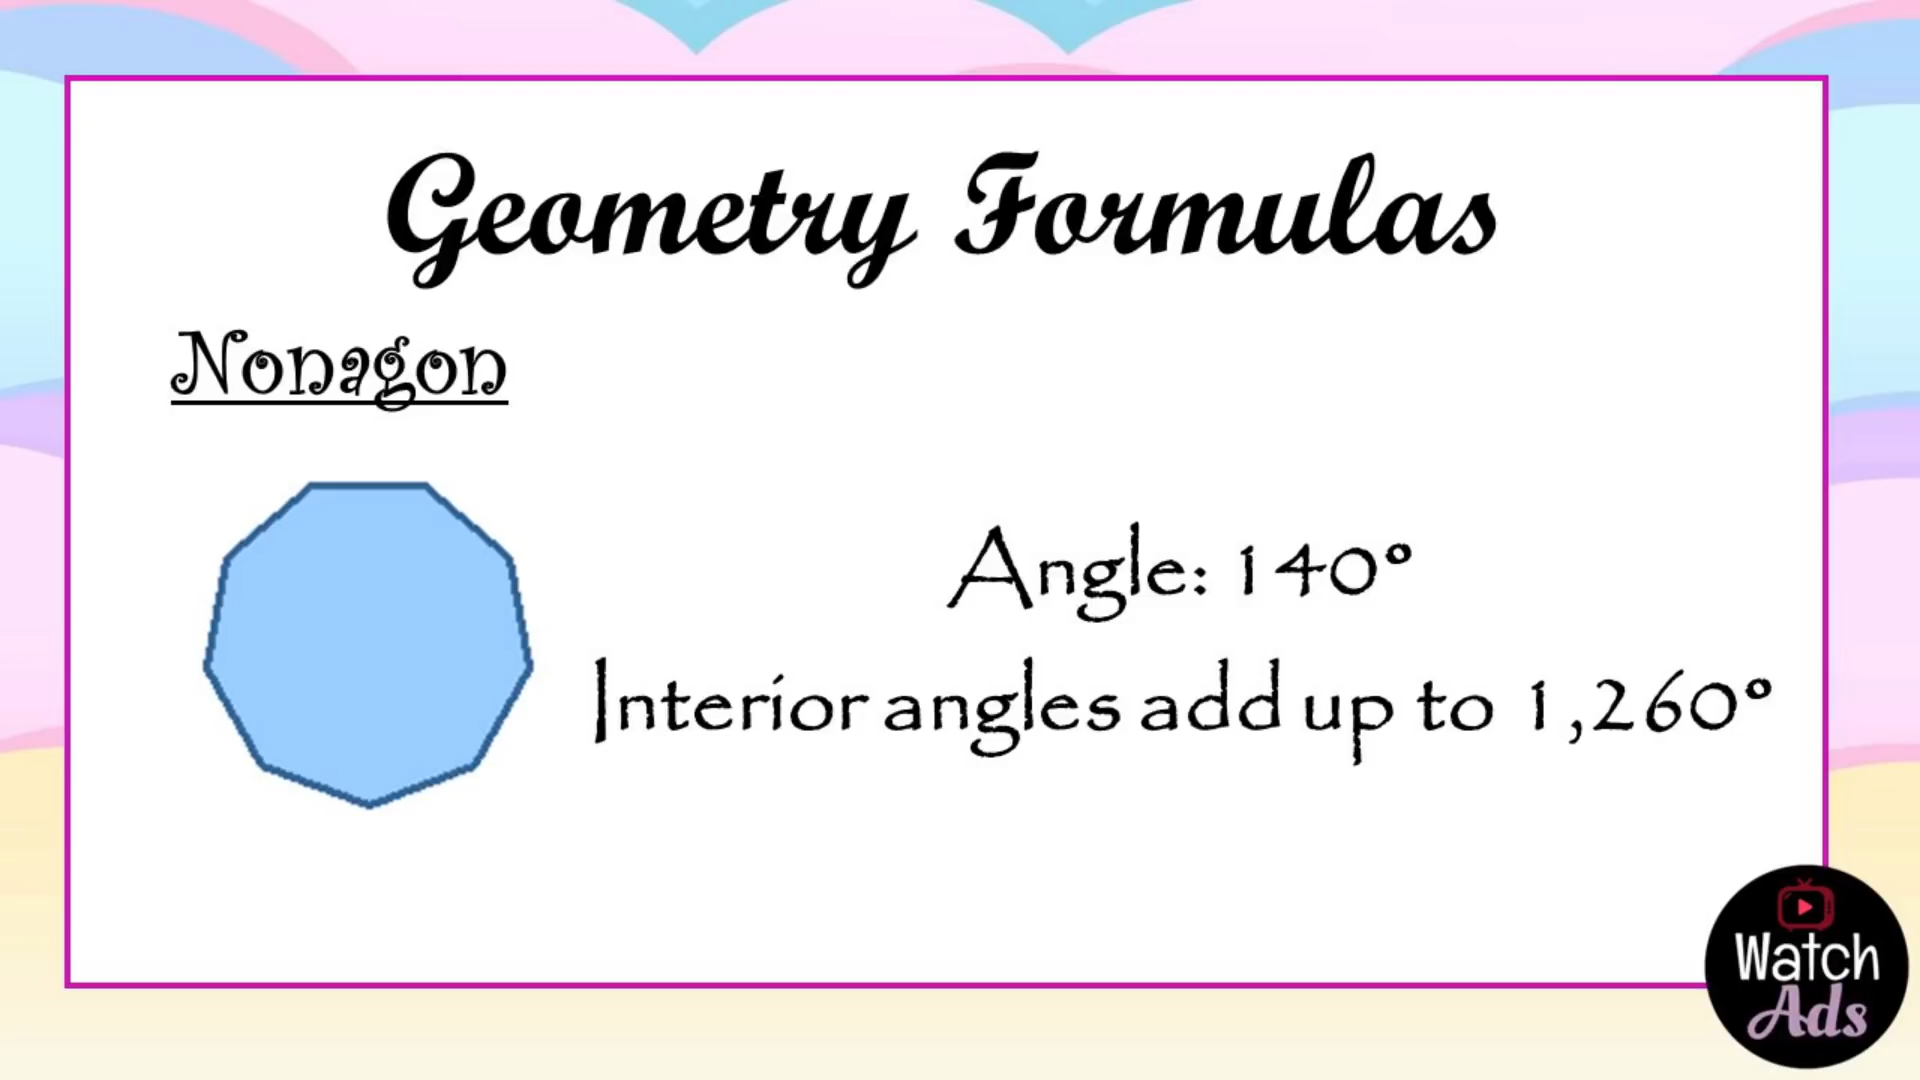 Geometry Formulas
Nonagon
Angle: 140°
Interior angles add up to 1,260°
Watch
Ads